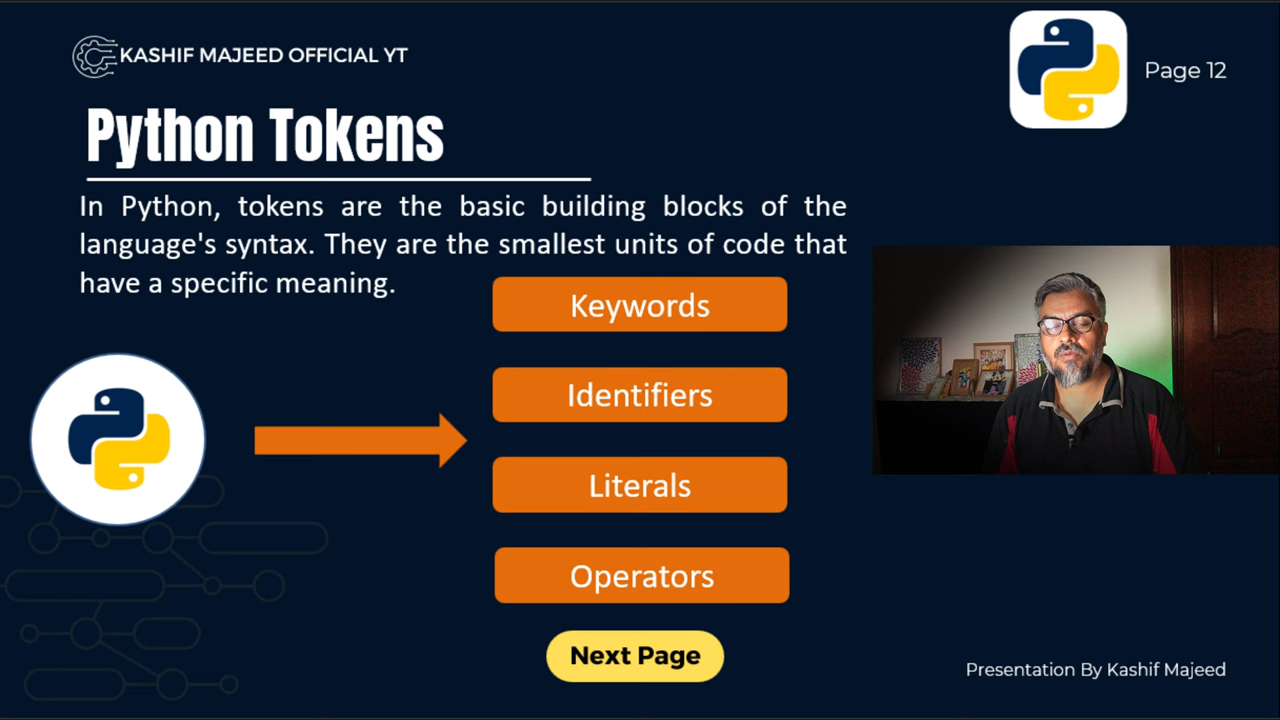 KASHIF MAJEED OFFICIAL YT
Page 12
Python Tokens
In Python, tokens are the basic building blocks of the
language's syntax. They are the smallest units of code that
have a specific meaning.
Keywords
Identifiers
Literals
Operators
Next Page
Presentation By Kashif Majeed